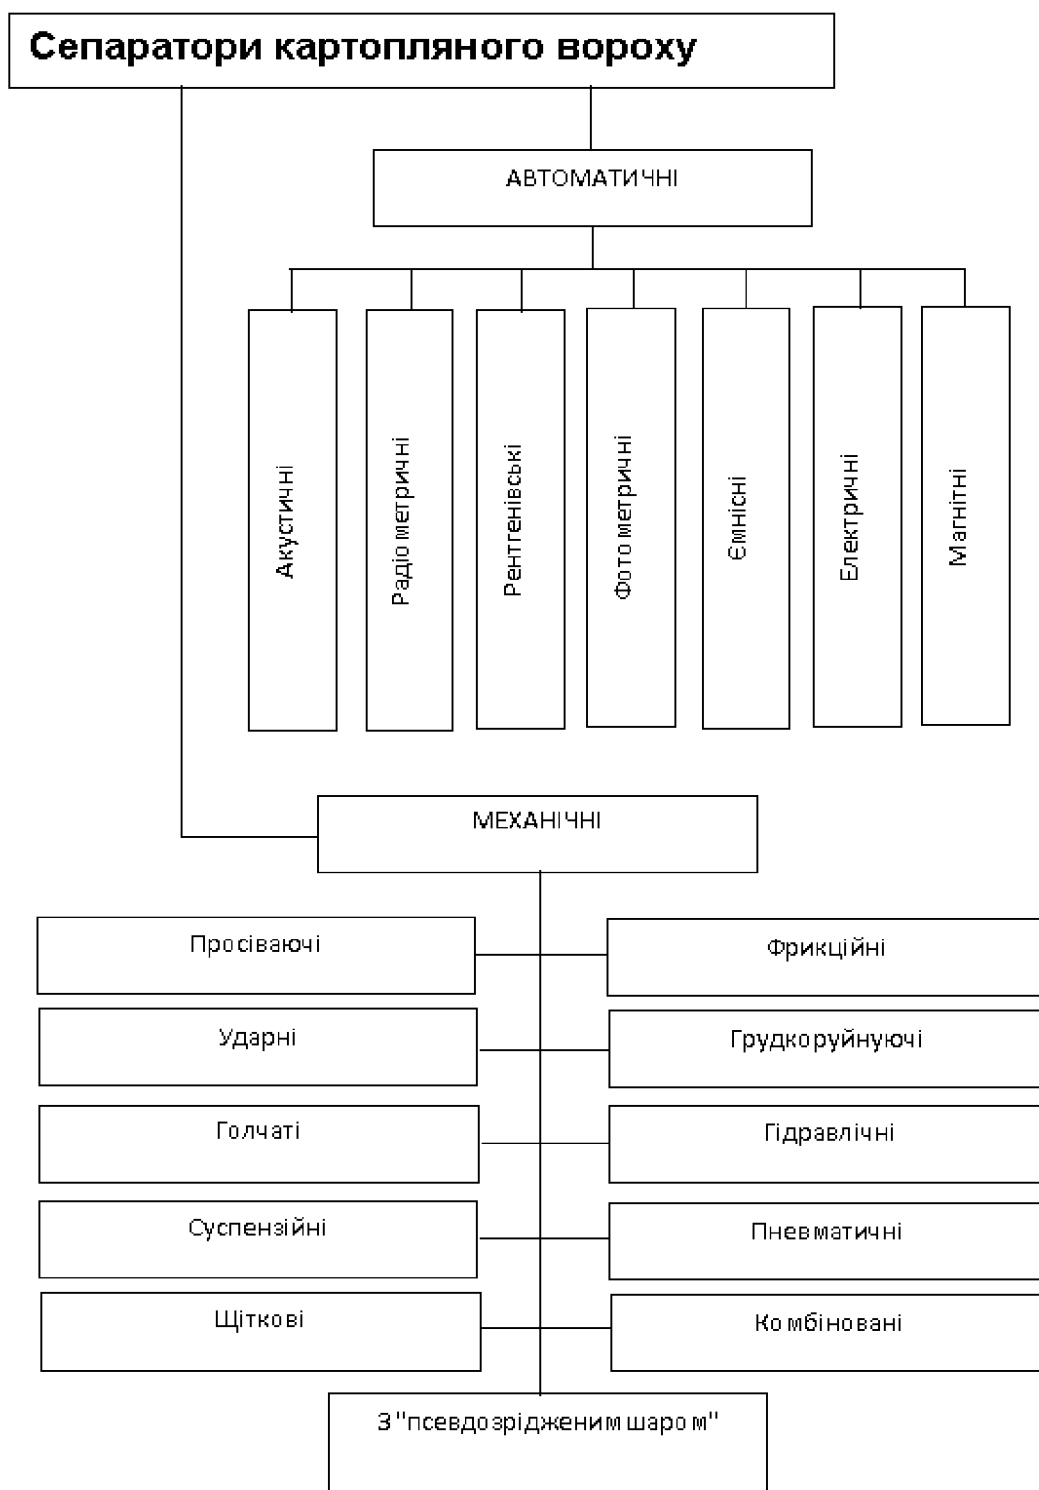 Сепаратори картопляного вороху
АВТОМАТИЧНІ
Акустичні
Радіо метричні
Рентгенівські
Фото метричні
Ємнісні
Електричні
Магнітні
МЕХАНІЧНІ
Просіваючі
Фрикційні
Ударні
Грудкоруйнуючі
Голчаті
Гідравлічні
Суспензійні
Пневматичні
Щіткові
Комбіновані
З "псевдозрідженим шаром"